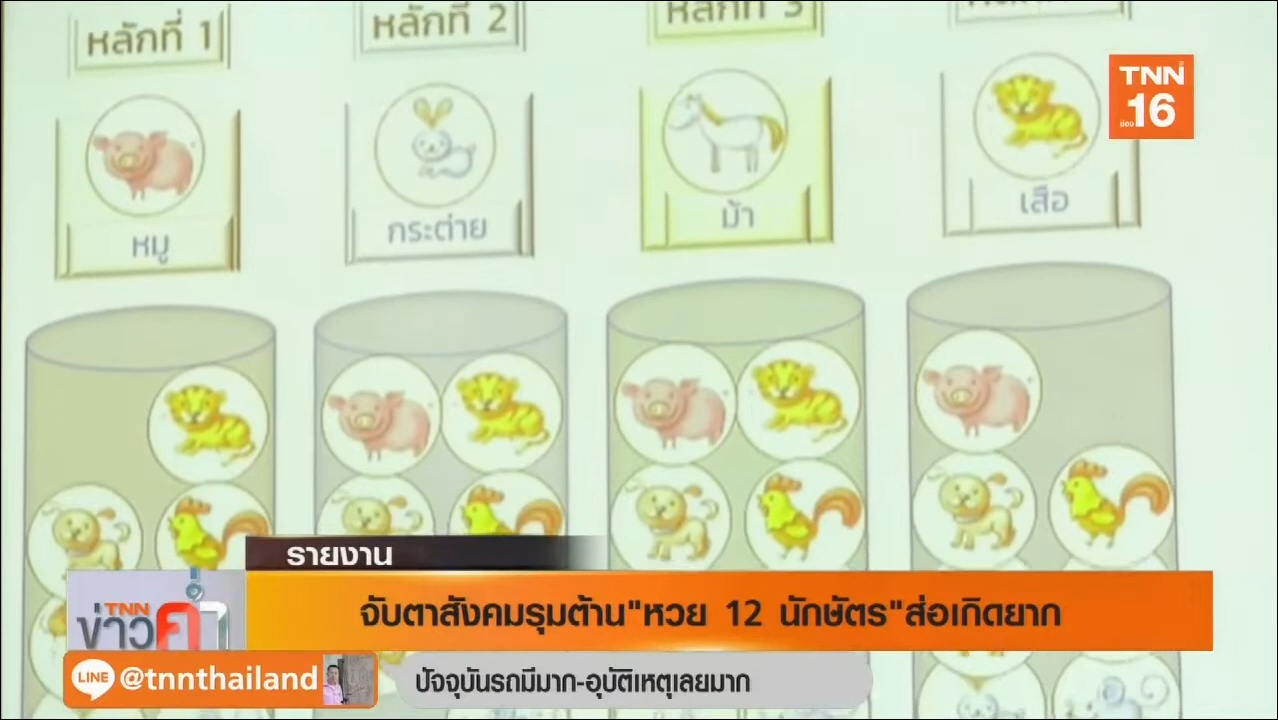 หลักที่ 1
หลักที่ 2
หลักที่ 3
TNN
ช่อง 16
หมู
กระต่าย
ม้า
เสือ
รายงาน
TNN
ข่าวค่ำ
จับตาสังคมรุมต้าน"หวย 12 นักษัตร"ส่อเกิดยาก
LINE @tnnthailand
ปัจจุบันรถมีมาก-อุบัติเหตุเลยมาก